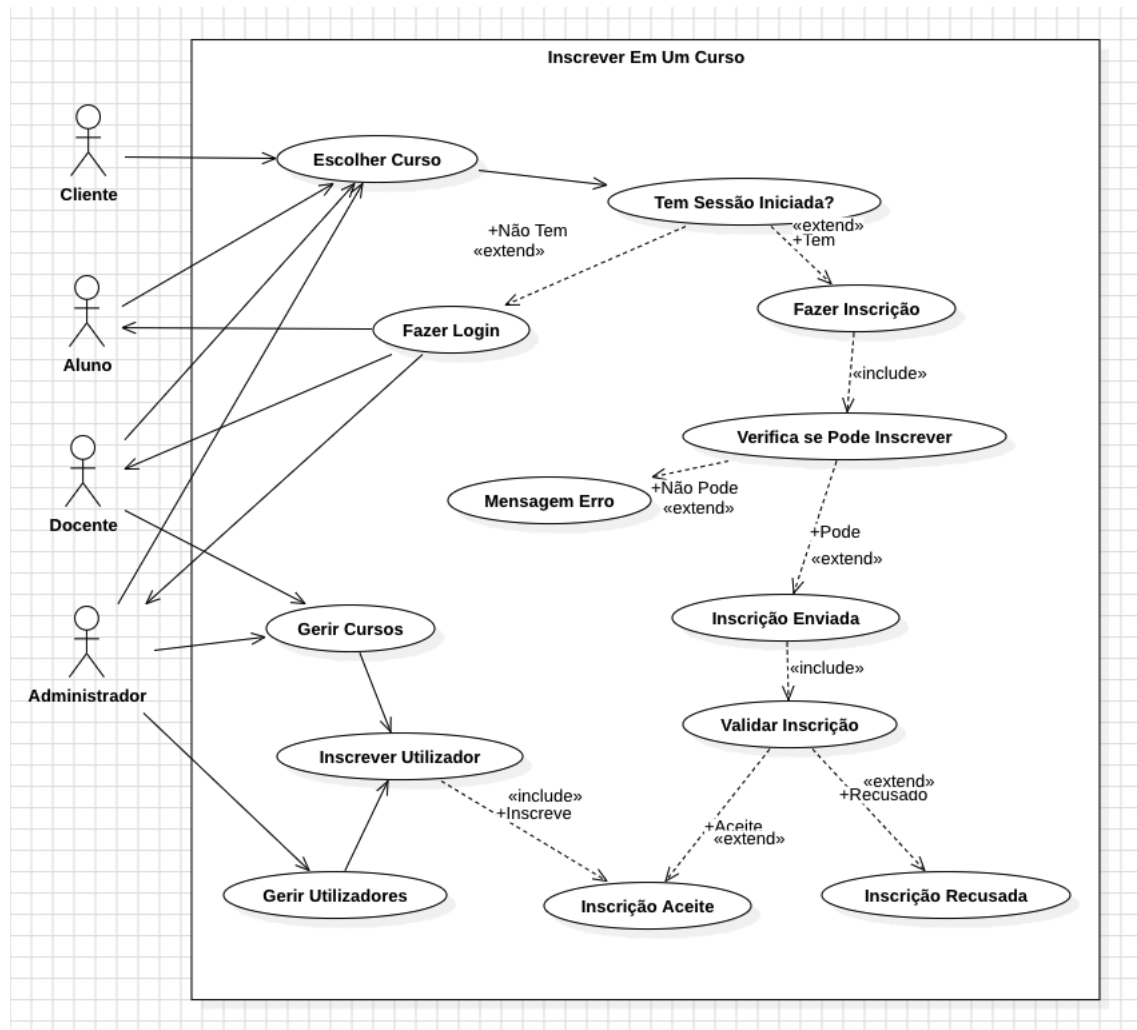 Inscrever Em Um Curso
Escolher Curso
Cliente
Tem Sessão Iniciada?
+Não Tem
«extend»
«extend»
+Tem
Fazer Inscrição
Fazer Login
Aluno
«include»
Verifica se Pode Inscrever
Mensagem Erro
+Não Pode
«extend»
Docente
+Pode
«extend»
Gerir Cursos
Inscrição Enviada
«include»
Administrador
Validar Inscrição
Inscrever Utilizador
«include»
+Inscreve
«extend»
+Recusado
+Aceite
«extend»
Gerir Utilizadores
Inscrição Aceite
Inscrição Recusada